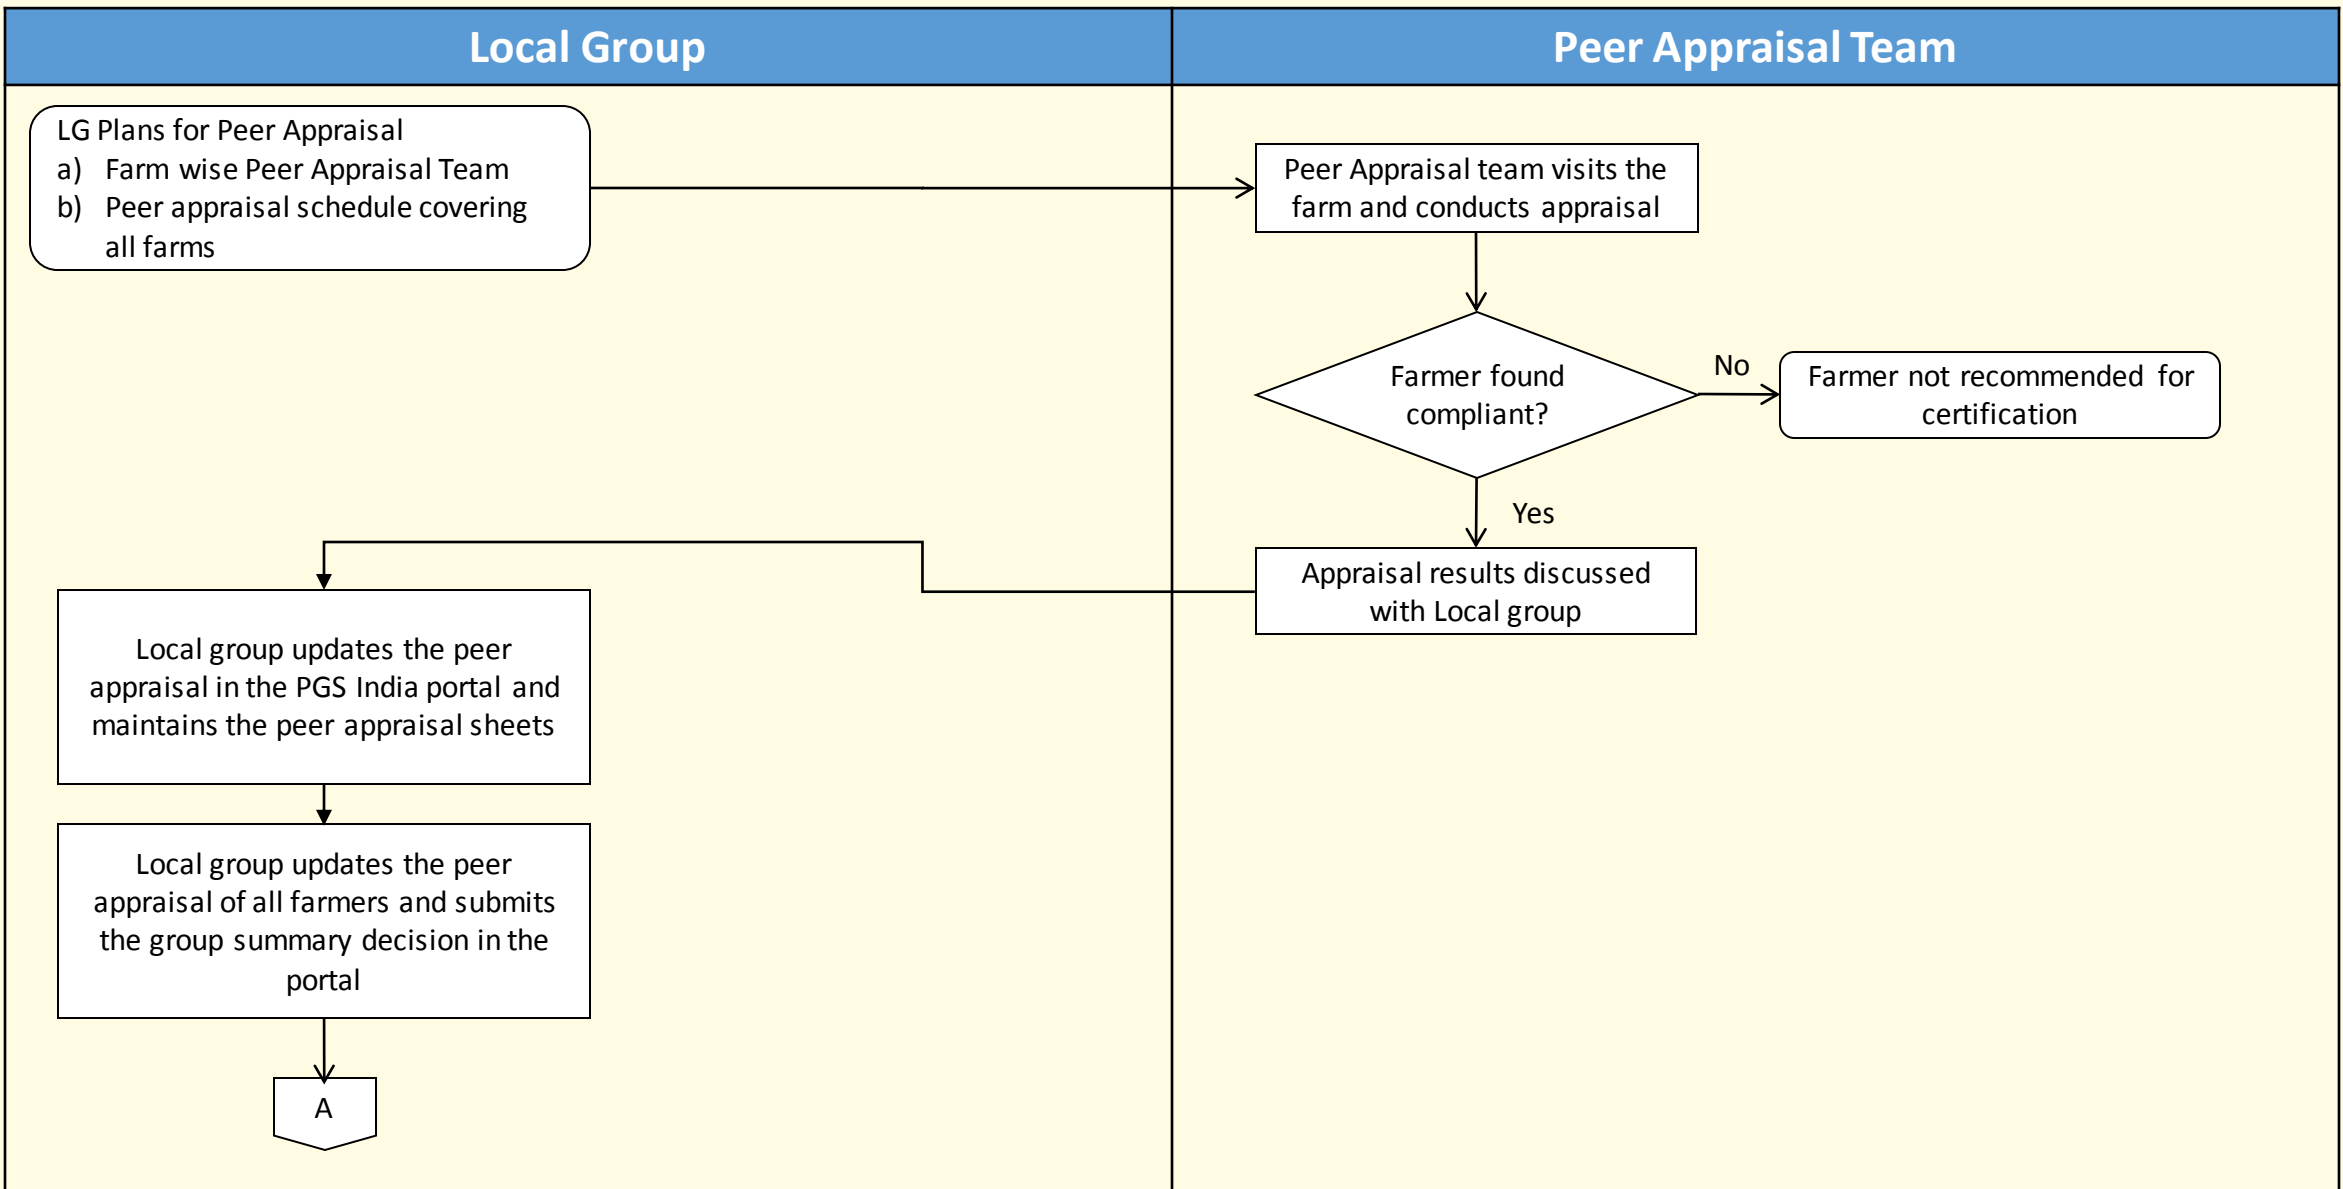 Local Group
Peer Appraisal Team
LG Plans for Peer Appraisal
a) Farm wise Peer Appraisal Team
b) Peer appraisal schedule covering
all farms
Peer Appraisal team visits the
farm and conducts appraisal
Farmer found
compliant?
No
Farmer not recommended for
certification
Yes
Appraisal results discussed
with Local group
Local group updates the peer
appraisal in the PGS India portal and
maintains the peer appraisal sheets
Local group updates the peer
appraisal of all farmers and submits
the group summary decision in the
portal
A